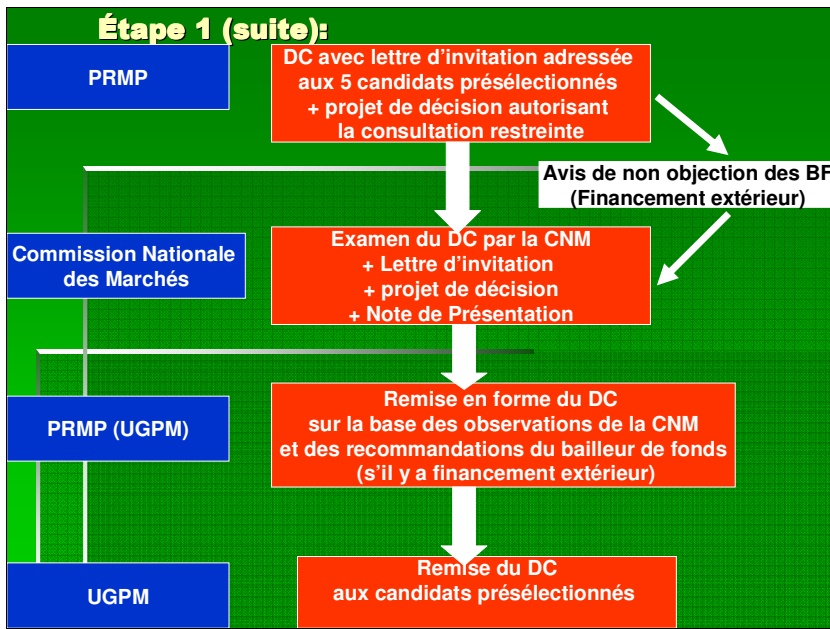 Étape 1 (suite):
PRMP
DC avec lettre d'invitation adressée
aux 5 candidats présélectionnés
+ projet de décision autorisant
la consultation restreinte
Avis de non objection des BF
(Financement extérieur)
Commission Nationale
des Marchés
Examen du DC par la CNM
+ Lettre d'invitation
+ projet de décision
+ Note de Présentation
PRMP (UGPM)
Remise en forme du DC
sur la base des observations de la CNM
et des recommandations du bailleur de fonds
(s'il y a financement extérieur)
UGPM
Remise du DC
aux candidats présélectionnés